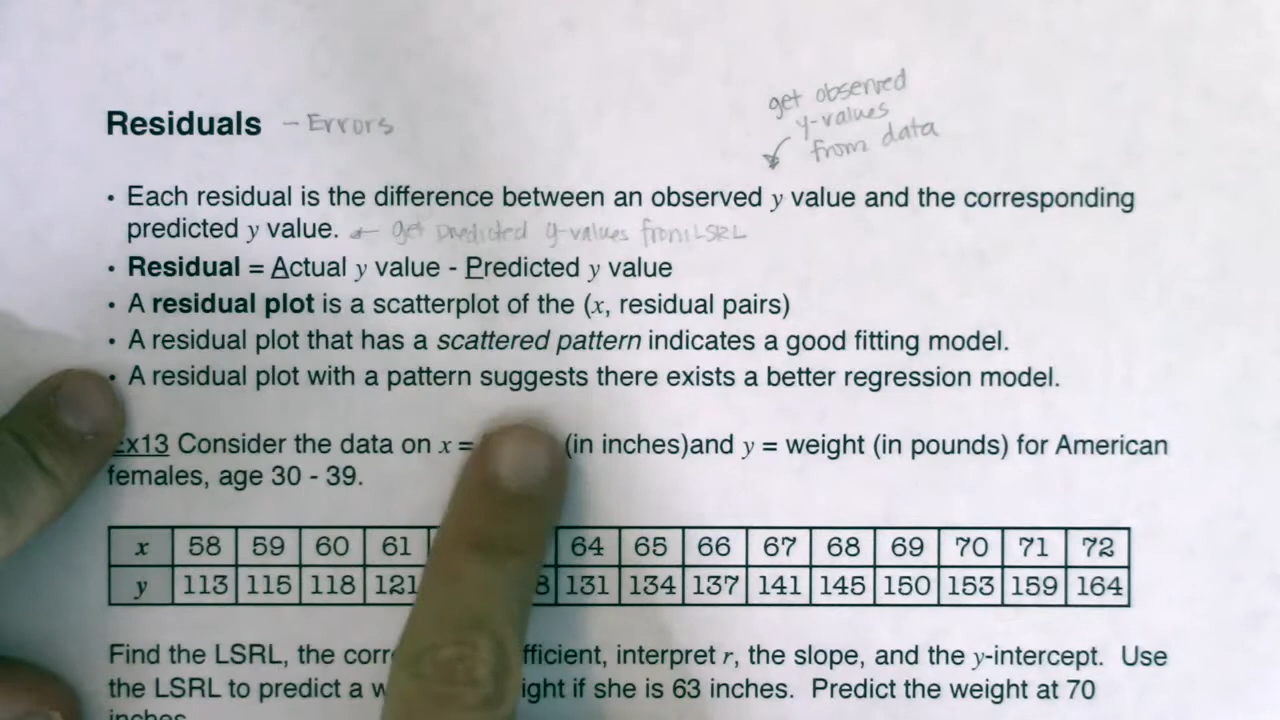 get observed
y-values
from data
Residuals - Errors
• Each residual is the difference between an observed y value and the corresponding
predicted y value. ← get predicted y-values from LSRL
• Residual = Actual y value - Predicted y value
• A residual plot is a scatterplot of the (x, residual pairs)
• A residual plot that has a scattered pattern indicates a good fitting model.
• A residual plot with a pattern suggests there exists a better regression model.
Ex13 Consider the data on x = (in inches)and y = weight (in pounds) for American
females, age 30 - 39.
x 58 59 60 61 64 65 66 67 68 69 70 71 72
y 113 115 118 121 131 134 137 141 145 150 153 159 164
Find the LSRL, the interpret r, the slope, and the y-intercept. Use
the LSRL to predict a if she is 63 inches. Predict the weight at 70
inches